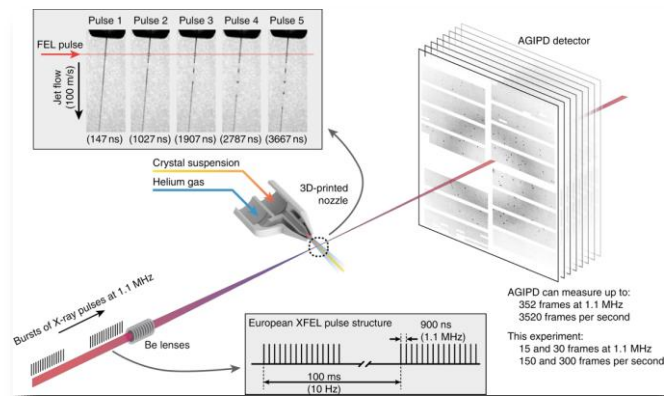 Pulse 1 Pulse 2 Pulse 3 Pulse 4 Pulse 5
FEL pulse
Jet flow
(100 m/s)
(147 ns) (1027 ns) (1907 ns) (2787 ns) (3667 ns)
AGIPD detector
Crystal suspension
Helium gas
3D-printed
nozzle
Bursts of X-ray pulses at 1.1 MHz
Be lenses
European XFEL pulse structure
900 ns
(1.1 MHz)
100 ms
(10 Hz)
AGIPD can measure up to:
352 frames at 1.1 MHz
3520 frames per second
This experiment:
15 and 30 frames at 1.1 MHz
150 and 300 frames per second